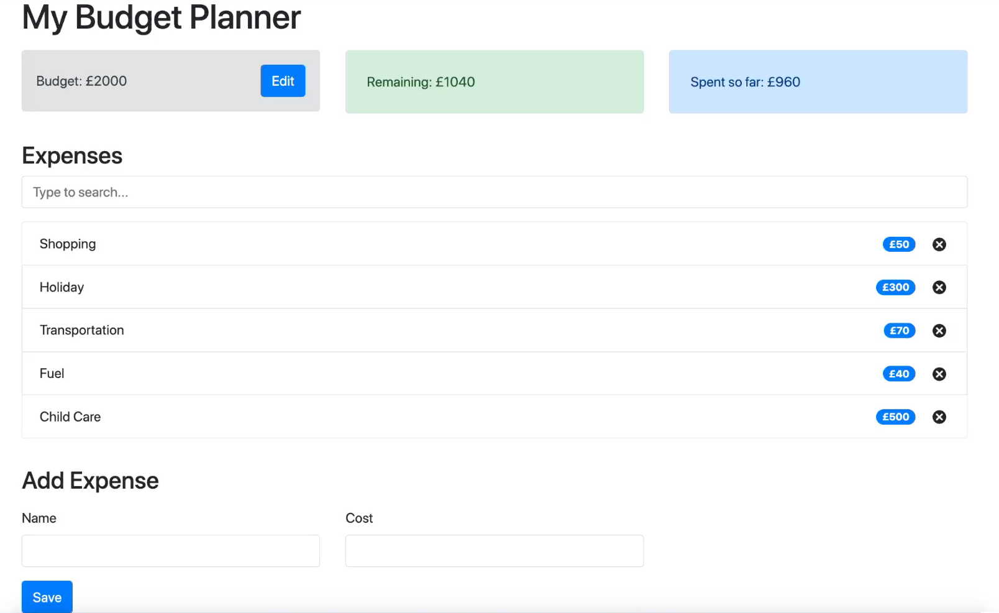 My Budget Planner
Budget: £2000
Edit
Remaining: £1040
Spent so far: £960
Expenses
Type to search...
Shopping £50
Holiday £300
Transportation £70
Fuel £40
Child Care £500
Add Expense
Name
Cost
Save